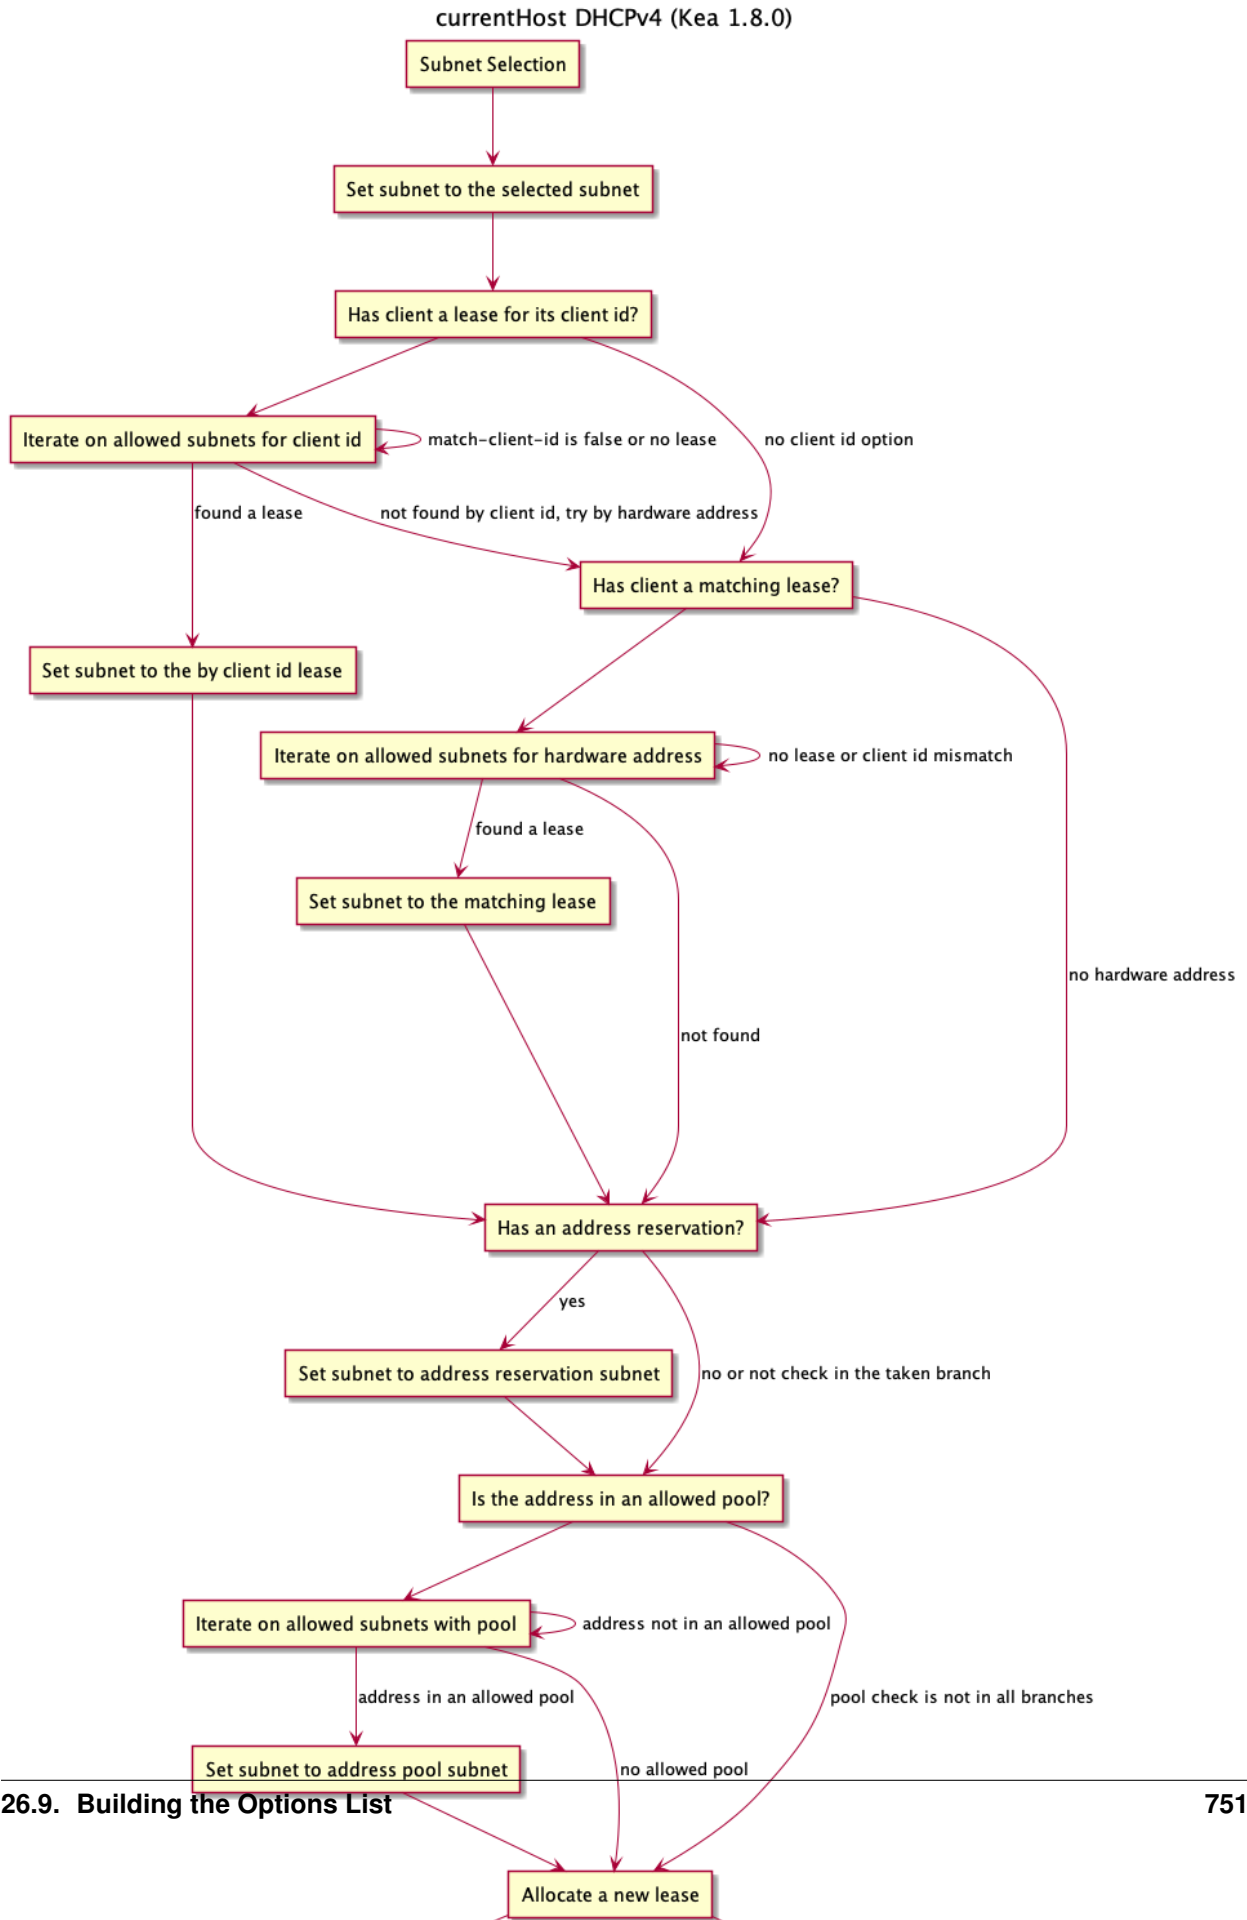 currentHost DHCPv4 (Kea 1.8.0)
Subnet Selection
Set subnet to the selected subnet
Has client a lease for its client id?
Iterate on allowed subnets for client id
match-client-id is false or no lease
no client id option
found a lease
not found by client id, try by hardware address
Has client a matching lease?
Set subnet to the by client id lease
Iterate on allowed subnets for hardware address
no lease or client id mismatch
found a lease
Set subnet to the matching lease
no hardware address
not found
Has an address reservation?
yes
Set subnet to address reservation subnet
no or not check in the taken branch
Is the address in an allowed pool?
Iterate on allowed subnets with pool
address not in an allowed pool
address in an allowed pool
pool check is not in all branches
Set subnet to address pool subnet
no allowed pool
26.9. Building the Options List
751
Allocate a new lease